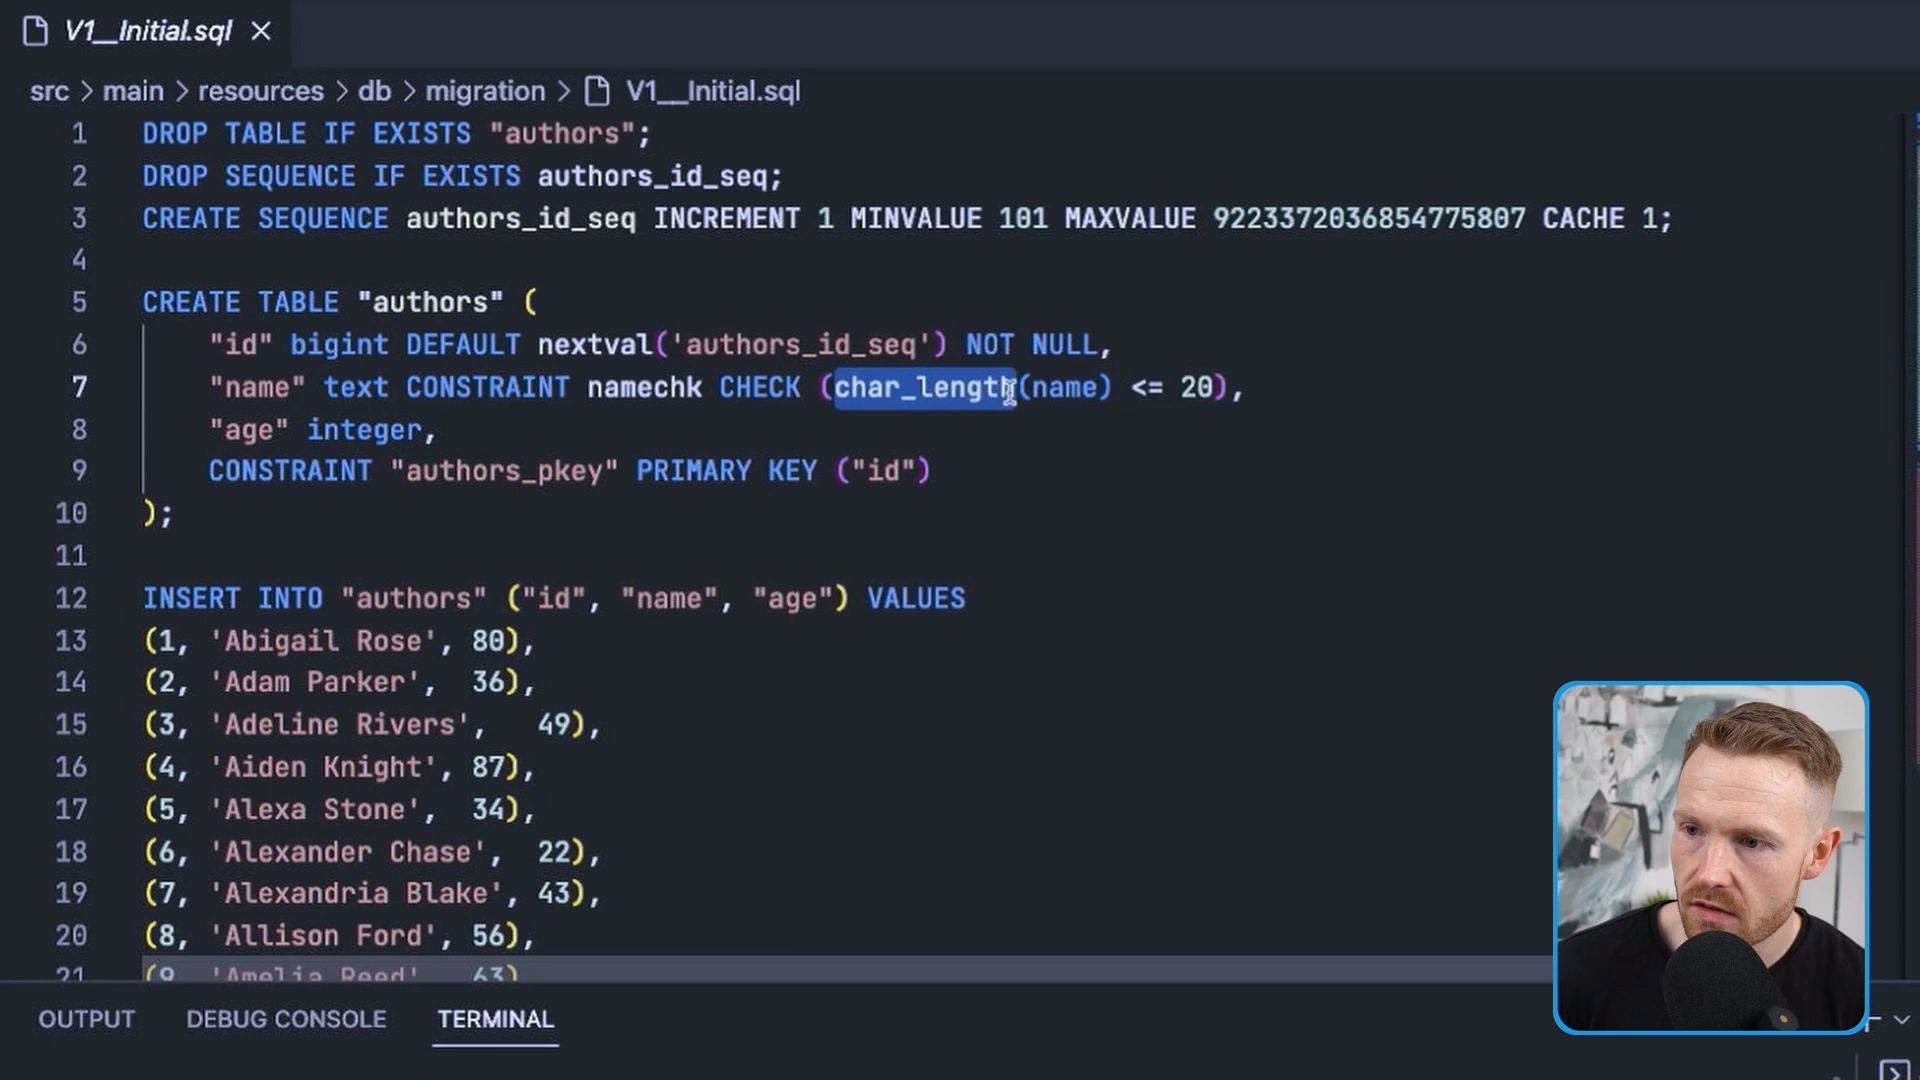 V1__Initial.sql
src > main > resources > db > migration > V1__Initial.sql
1 DROP TABLE IF EXISTS "authors";
2 DROP SEQUENCE IF EXISTS authors_id_seq;
3 CREATE SEQUENCE authors_id_seq INCREMENT 1 MINVALUE 101 MAXVALUE 9223372036854775807 CACHE 1;
4
5 CREATE TABLE "authors" (
6 "id" bigint DEFAULT nextval('authors_id_seq') NOT NULL,
7 "name" text CONSTRAINT namechk CHECK (char_length(name) <= 20),
8 "age" integer,
9 CONSTRAINT "authors_pkey" PRIMARY KEY ("id")
10 );
11
12 INSERT INTO "authors" ("id", "name", "age") VALUES
13 (1, 'Abigail Rose', 80),
14 (2, 'Adam Parker', 36),
15 (3, 'Adeline Rivers', 49),
16 (4, 'Aiden Knight', 87),
17 (5, 'Alexa Stone', 34),
18 (6, 'Alexander Chase', 22),
19 (7, 'Alexandria Blake', 43),
20 (8, 'Allison Ford', 56),
21 (9, 'Amelia Reed', 63)
OUTPUT DEBUG CONSOLE TERMINAL